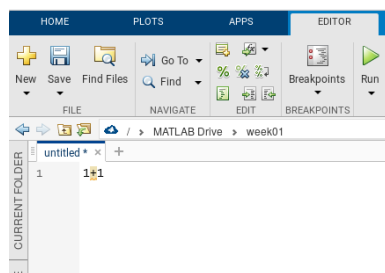 HOME PLOTS APPS EDITOR
Go To
New Save Find Files Find Breakpoints Run
FILE NAVIGATE EDIT BREAKPOINTS
/ › MATLAB Drive › week01
untitled * × +
1 1+1
CURRENT FOLDER